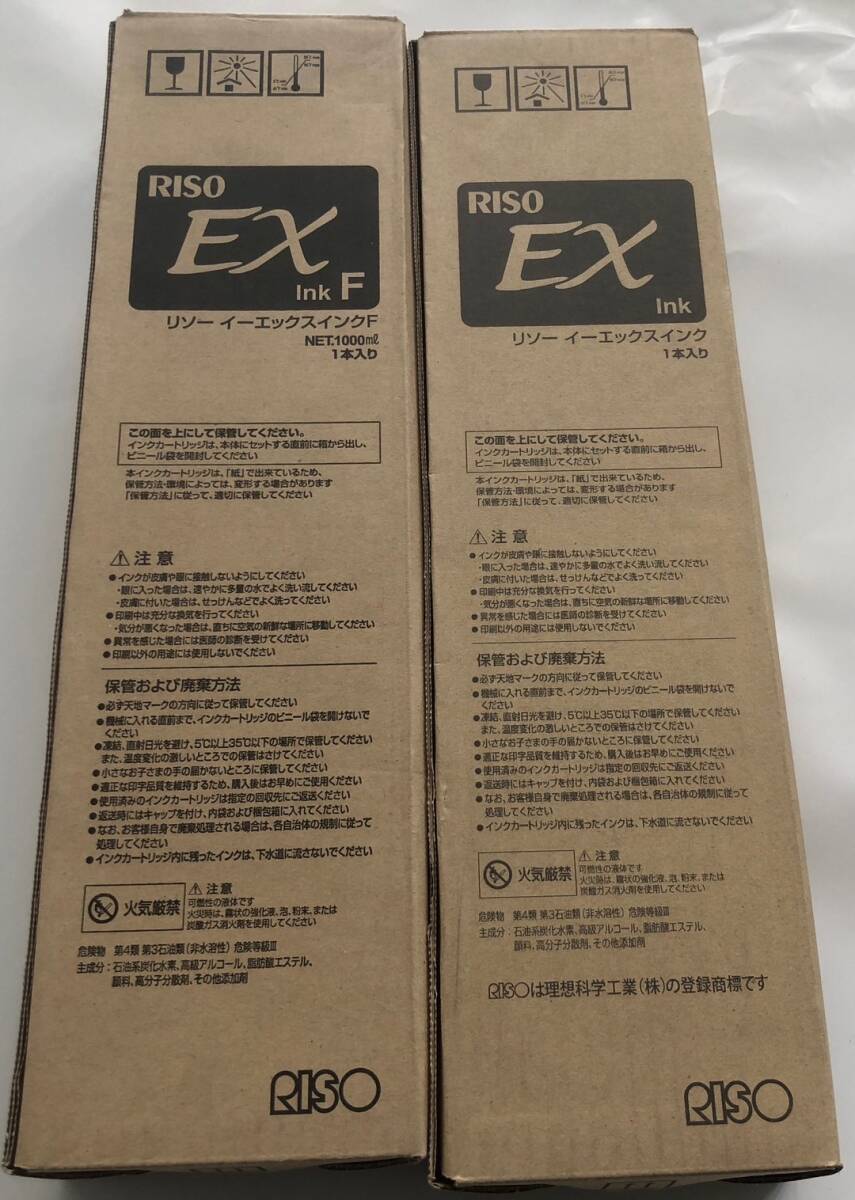 RISO
EX
Ink F
リソー イーエックスインクF
NET.1000mℓ
1本入り
この面を上にして保管してください。
インクカートリッジは、本体にセットする直前に箱から出し、
ビニール袋を開封してください
本インクカートリッジは、「紙」で出来ているため、
保管方法・環境によっては、変形する場合があります
「保管方法」に従って、適切に保管してください
注意
●インクが皮膚や眼に接触しないようにしてください
・眼に入った場合は、速やかに多量の水でよく洗い流してください
・皮膚に付いた場合は、せっけんなどでよく洗ってください
●印刷中は充分な換気を行ってください
・気分が悪くなった場合は、直ちに空気の新鮮な場所に移動してください
●異常を感じた場合には医師の診断を受けてください
●印刷以外の用途には使用しないでください
保管および廃棄方法
●必ず天地マークの方向に従って保管してください
●機械に入れる直前まで、インクカートリッジのビニール袋を開けないで
ください
●凍結、直射日光を避け、5℃以上35℃以下の場所で保管してください
また、温度変化の激しいところでの保管はさけてください
●小さなお子さまの手の届かないところに保管してください
●適正な印字品質を維持するため、購入後はお早めにご使用ください
●使用済みのインクカートリッジは指定の回収先にご返送ください
●返送時にはキャップを付け、内袋および梱包箱に入れてください
●なお、お客様自身で廃棄処理される場合は、各自治体の規制に従って
処理してください
●インクカートリッジ内に残ったインクは、下水道に流さないでください
火気厳禁
注意
可燃性の液体です
火災時は、霧状の強化液、泡、粉末、または
炭酸ガス消火剤を使用してください
危険物 第4類 第3石油類(非水溶性) 危険等級Ⅲ
主成分:石油系炭化水素、高級アルコール、脂肪酸エステル、
顔料、高分子分散剤、その他添加剤
RISO
RISO
EX
Ink
リソー イーエックスインク
1本入り
この面を上にして保管してください。
インクカートリッジは、本体にセットする直前に箱から出し、
ビニール袋を開封してください
本インクカートリッジは、「紙」で出来ているため、
保管方法・環境によっては、変形する場合があります
「保管方法」に従って、適切に保管してください
注意
●インクが皮膚や眼に接触しないようにしてください
・眼に入った場合は、速やかに多量の水でよく洗い流してください
・皮膚に付いた場合は、せっけんなどでよく洗ってください
●印刷中は充分な換気を行ってください
・気分が悪くなった場合は、直ちに空気の新鮮な場所に移動してください
●異常を感じた場合には医師の診断を受けてください
●印刷以外の用途には使用しないでください
保管および廃棄方法
●必ず天地マークの方向に従って保管してください
●機械に入れる直前まで、インクカートリッジのビニール袋を開けないで
ください
●凍結、直射日光を避け、5℃以上35℃以下の場所で保管してください
また、温度変化の激しいところでの保管はさけてください
●小さなお子さまの手の届かないところに保管してください
●適正な印字品質を維持するため、購入後はお早めにご使用ください
●使用済みのインクカートリッジは指定の回収先にご返送ください
●返送時にはキャップを付け、内袋および梱包箱に入れてください
●なお、お客様自身で廃棄処理される場合は、各自治体の規制に従って
処理してください
●インクカートリッジ内に残ったインクは、下水道に流さないでください
火気厳禁
注意
可燃性の液体です
火災時は、霧状の強化液、泡、粉末、または
炭酸ガス消火剤を使用してください
危険物 第4類 第3石油類(非水溶性) 危険等級Ⅲ
主成分:石油系炭化水素、高級アルコール、脂肪酸エステル、
顔料、高分子分散剤、その他添加剤
RISOは理想科学工業(株)の登録商標です
RISO